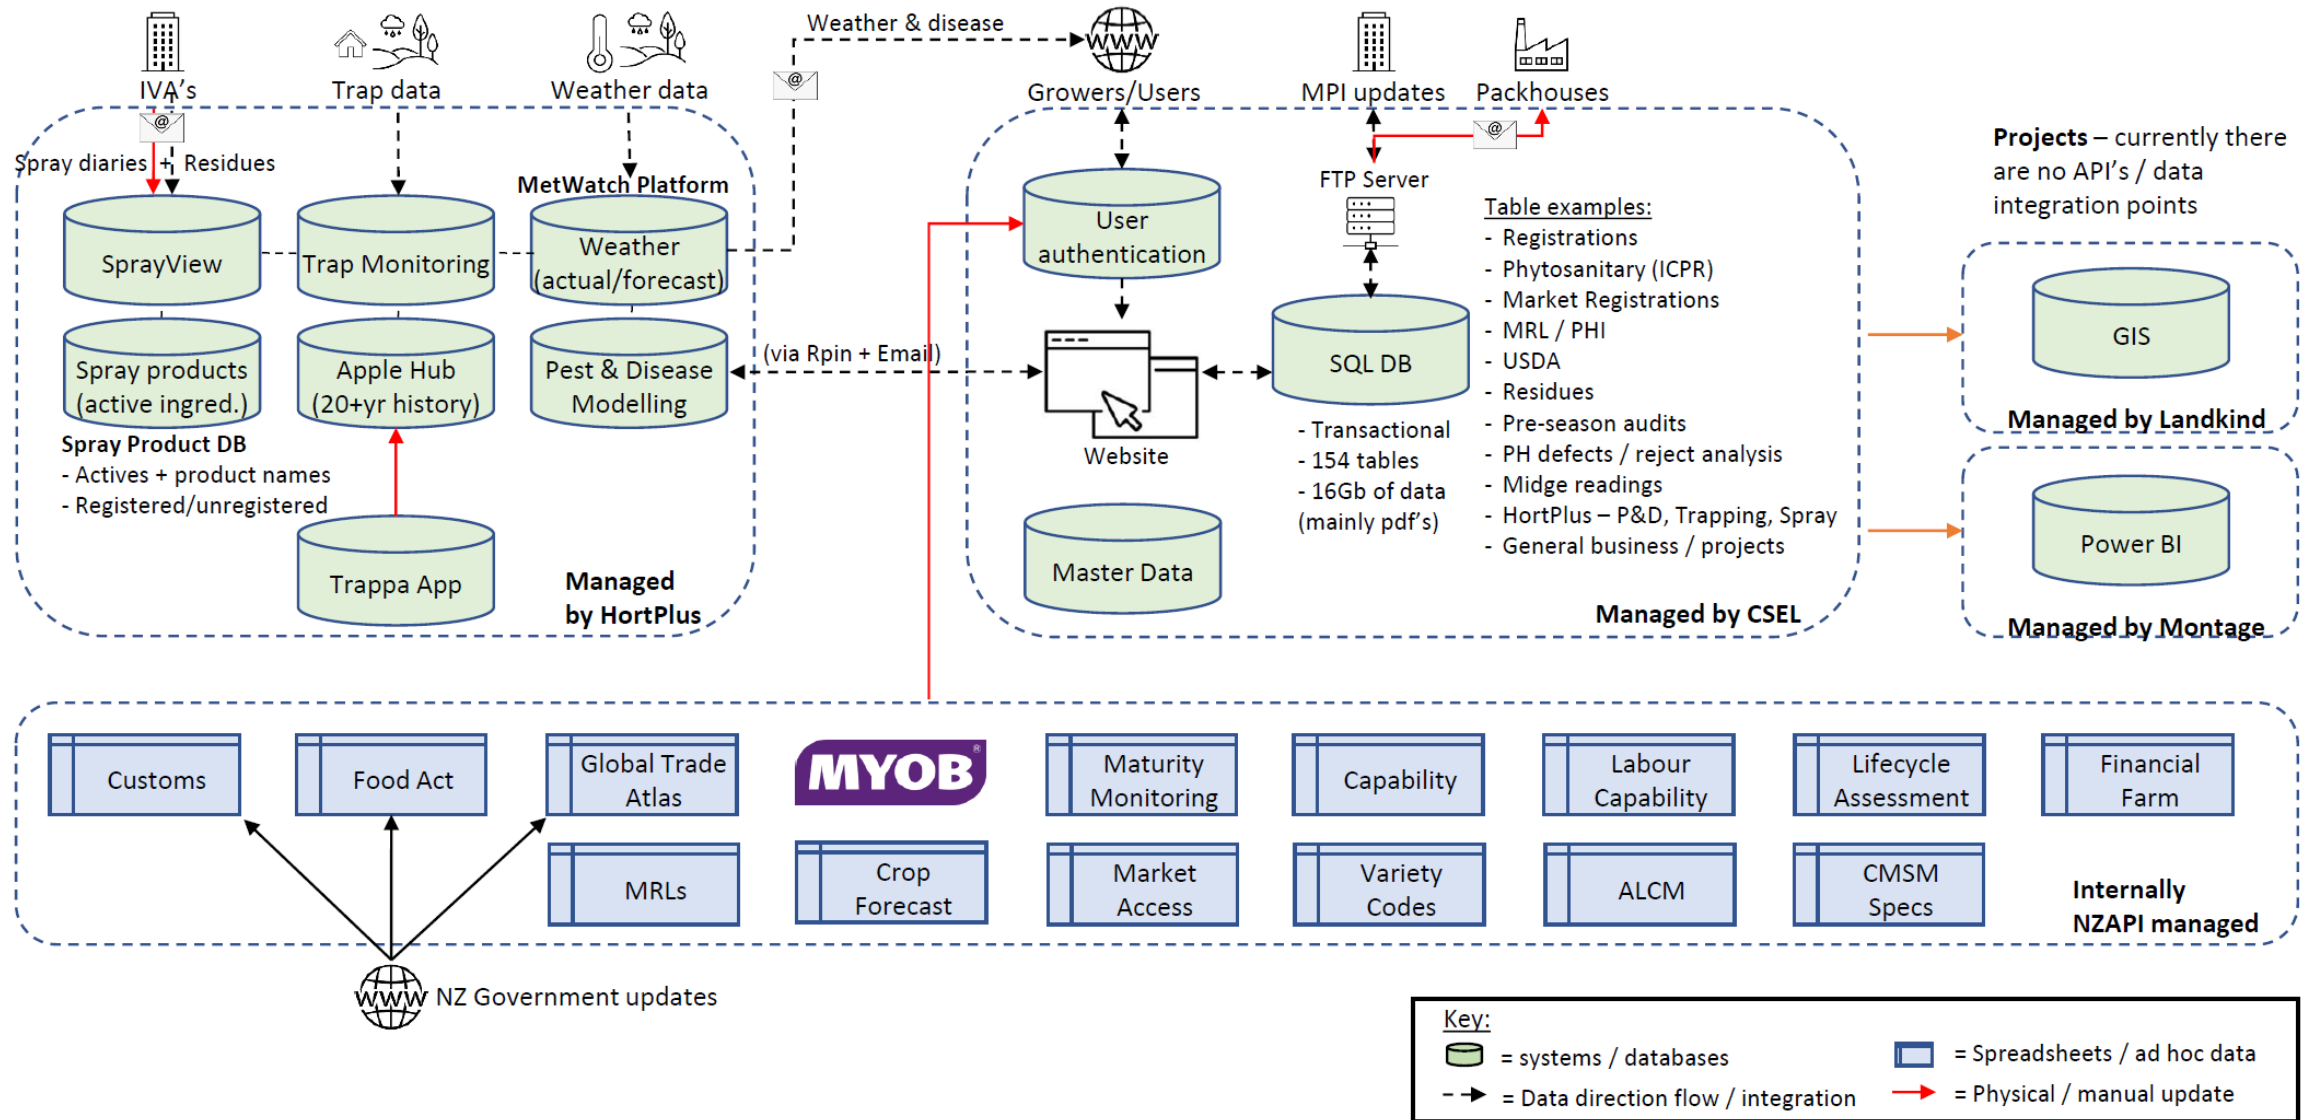 Weather & disease
WWW
IVA's
Trap data
Weather data
@
Growers/Users
MPI updates
Packhouses
@
@
Spray diaries + Residues
MetWatch Platform
SprayView
Trap Monitoring
Weather
(actual/forecast)
Spray products
(active ingred.)
Apple Hub
(20+yr history)
Pest & Disease
Modelling
Spray Product DB
- Actives + product names
- Registered/unregistered
Trappa App
Managed
by HortPlus
(via Rpin + Email)
User
authentication
Website
Master Data
FTP Server
SQL DB
- Transactional
- 154 tables
- 16Gb of data
(mainly pdf's)
Table examples:
- Registrations
- Phytosanitary (ICPR)
- Market Registrations
- MRL / PHI
- USDA
- Residues
- Pre-season audits
- PH defects / reject analysis
- Midge readings
- HortPlus – P&D, Trapping, Spray
- General business / projects
Managed by CSEL
Projects – currently there
are no API's / data
integration points
GIS
Managed by Landkind
Power BI
Managed by Montage
Customs
Food Act
Global Trade
Atlas
MYOB®
Maturity
Monitoring
Capability
Labour
Capability
Lifecycle
Assessment
Financial
Farm
MRLs
Crop
Forecast
Market
Access
Variety
Codes
ALCM
CMSM
Specs
Internally
NZAPI managed
WWW
NZ Government updates
Key:
= systems / databases
= Spreadsheets / ad hoc data
= Data direction flow / integration
= Physical / manual update